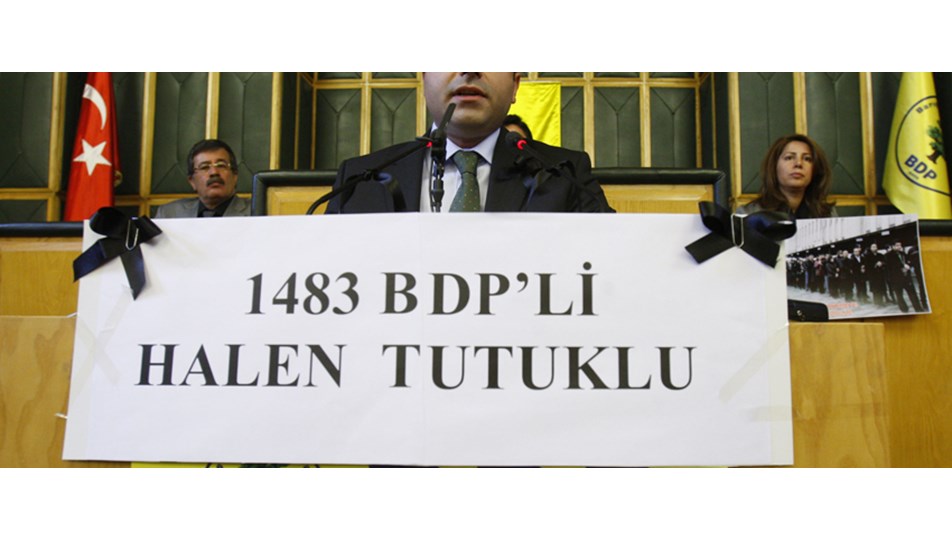 1483 BDP'Lİ
HALEN TUTUKLU
BDP